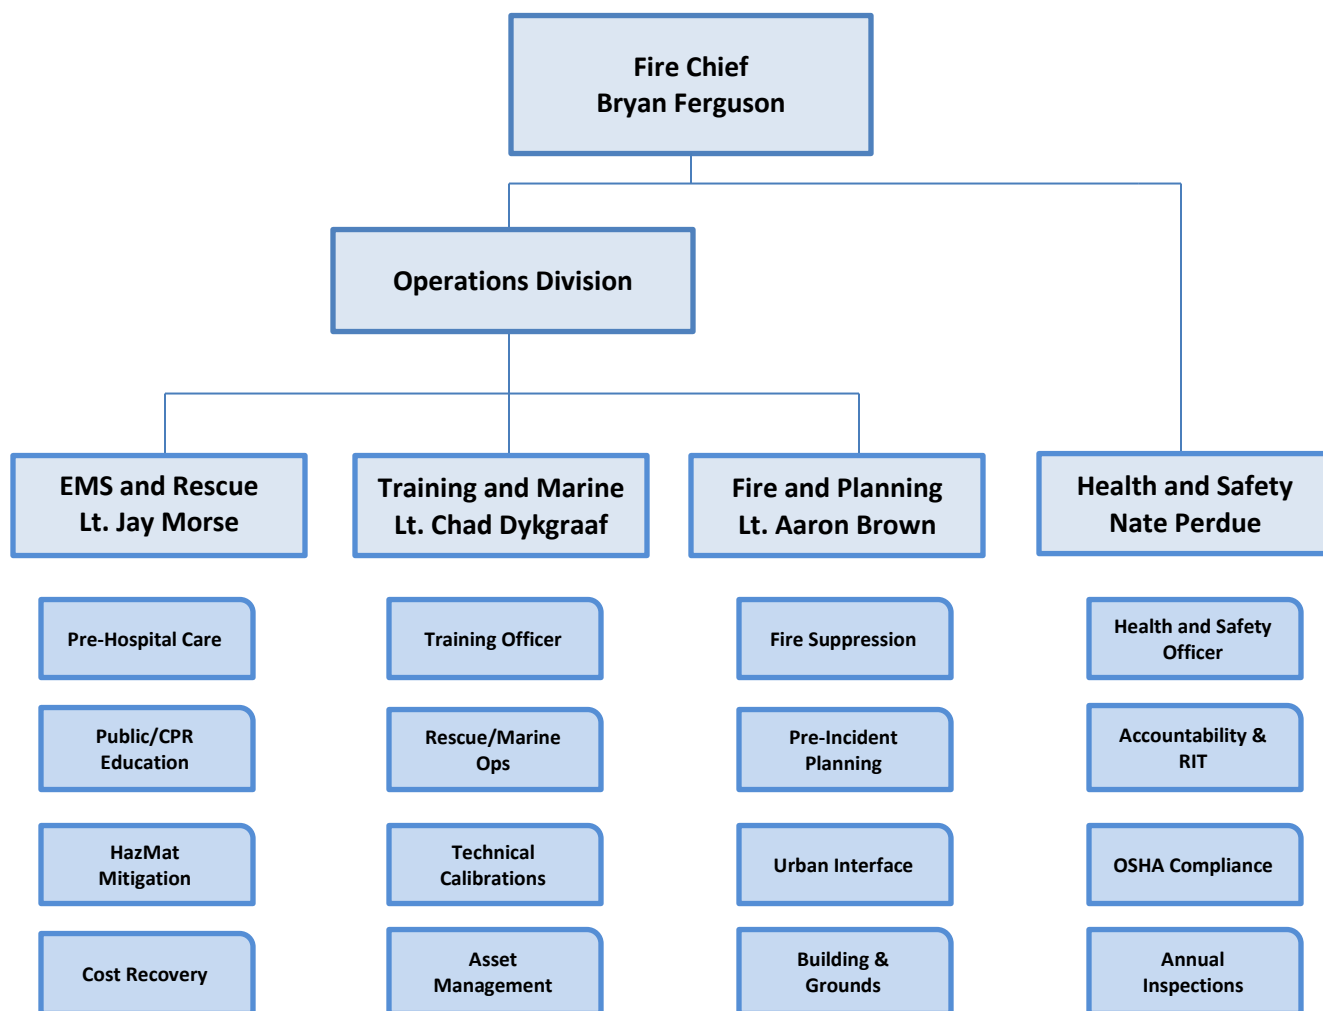 Fire Chief
Bryan Ferguson
Operations Division
EMS and Rescue
Lt. Jay Morse
Training and Marine
Lt. Chad Dykgraaf
Fire and Planning
Lt. Aaron Brown
Health and Safety
Nate Perdue
Pre-Hospital Care
Training Officer
Fire Suppression
Health and Safety
Officer
Public/CPR
Education
Rescue/Marine
Ops
Pre-Incident
Planning
Accountability &
RIT
HazMat
Mitigation
Technical
Calibrations
Urban Interface
OSHA Compliance
Cost Recovery
Asset
Management
Building &
Grounds
Annual
Inspections